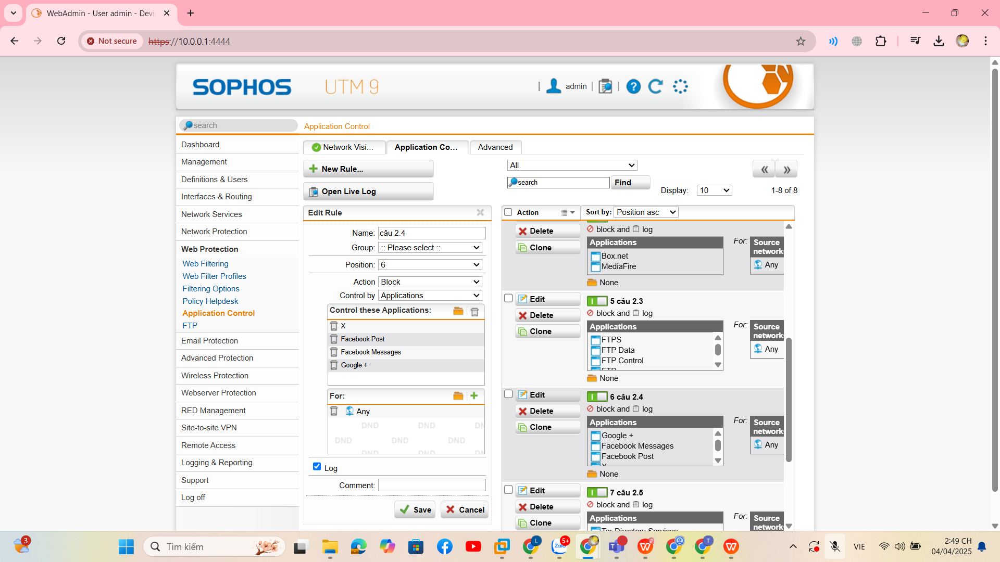 WebAdmin - User admin - Devi
Not secure
https://10.0.0.1:4444
SOPHOS UTM 9
admin
search
Application Control
Dashboard
Management
Definitions & Users
Interfaces & Routing
Network Services
Network Protection
Web Protection
Web Filtering
Web Filter Profiles
Filtering Options
Policy Helpdesk
Application Control
FTP
Email Protection
Advanced Protection
Wireless Protection
Webserver Protection
RED Management
Site-to-site VPN
Remote Access
Logging & Reporting
Support
Log off
Network Visi...
Application Co...
Advanced
New Rule...
Open Live Log
All
search
Find
Display: 10
1-8 of 8
Edit Rule
Name: câu 2.4
Group: :: Please select ::
Position: 6
Action Block
Control by Applications
Control these Applications:
X
Facebook Post
Facebook Messages
Google +
For:
Any
DND DND DN
DND DND DND
DND DND DN
Log
Comment:
Save
Cancel
Action
Sort by: Position asc
Delete
Clone
block and log
Applications
Box.net
MediaFire
For:
Source
network
Any
None
Edit
Delete
Clone
5 câu 2.3
block and log
Applications
FTPS
FTP Data
FTP Control
FTP
For:
Source
network
Any
None
Edit
Delete
Clone
6 câu 2.4
block and log
Applications
Google +
Facebook Messages
Facebook Post
X
For:
Source
network
Any
None
Edit
Delete
Clone
7 câu 2.5
block and log
Applications
Tor Directory Services
For:
Source
network
3
Tìm kiếm
L
5+
Zalo
T
VIE
2:49 CH
04/04/2025